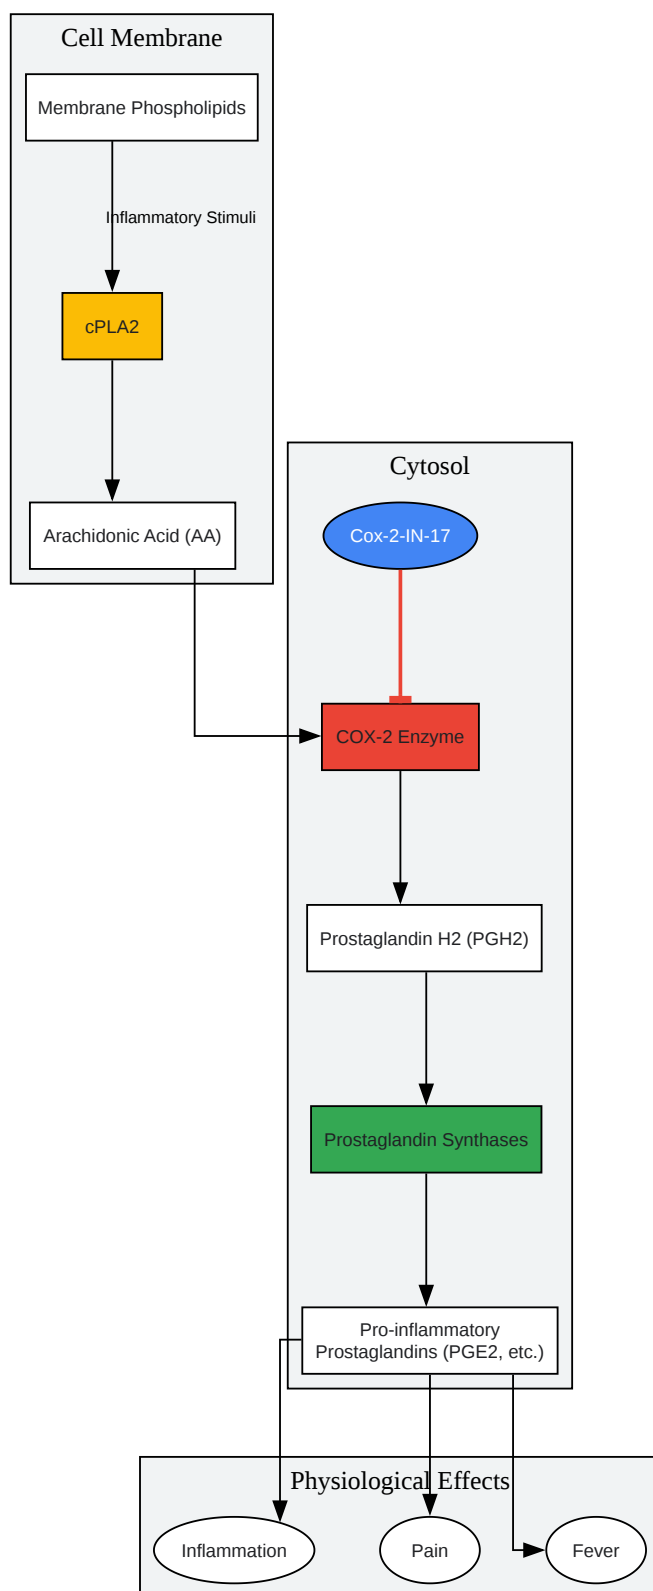 Cell Membrane
Membrane Phospholipids
Inflammatory Stimuli
cPLA2
Arachidonic Acid (AA)
Cytosol
Cox-2-IN-17
COX-2 Enzyme
Prostaglandin H2 (PGH2)
Prostaglandin Synthases
Pro-inflammatory
Prostaglandins (PGE2, etc.)
Physiological Effects
Inflammation
Pain
Fever